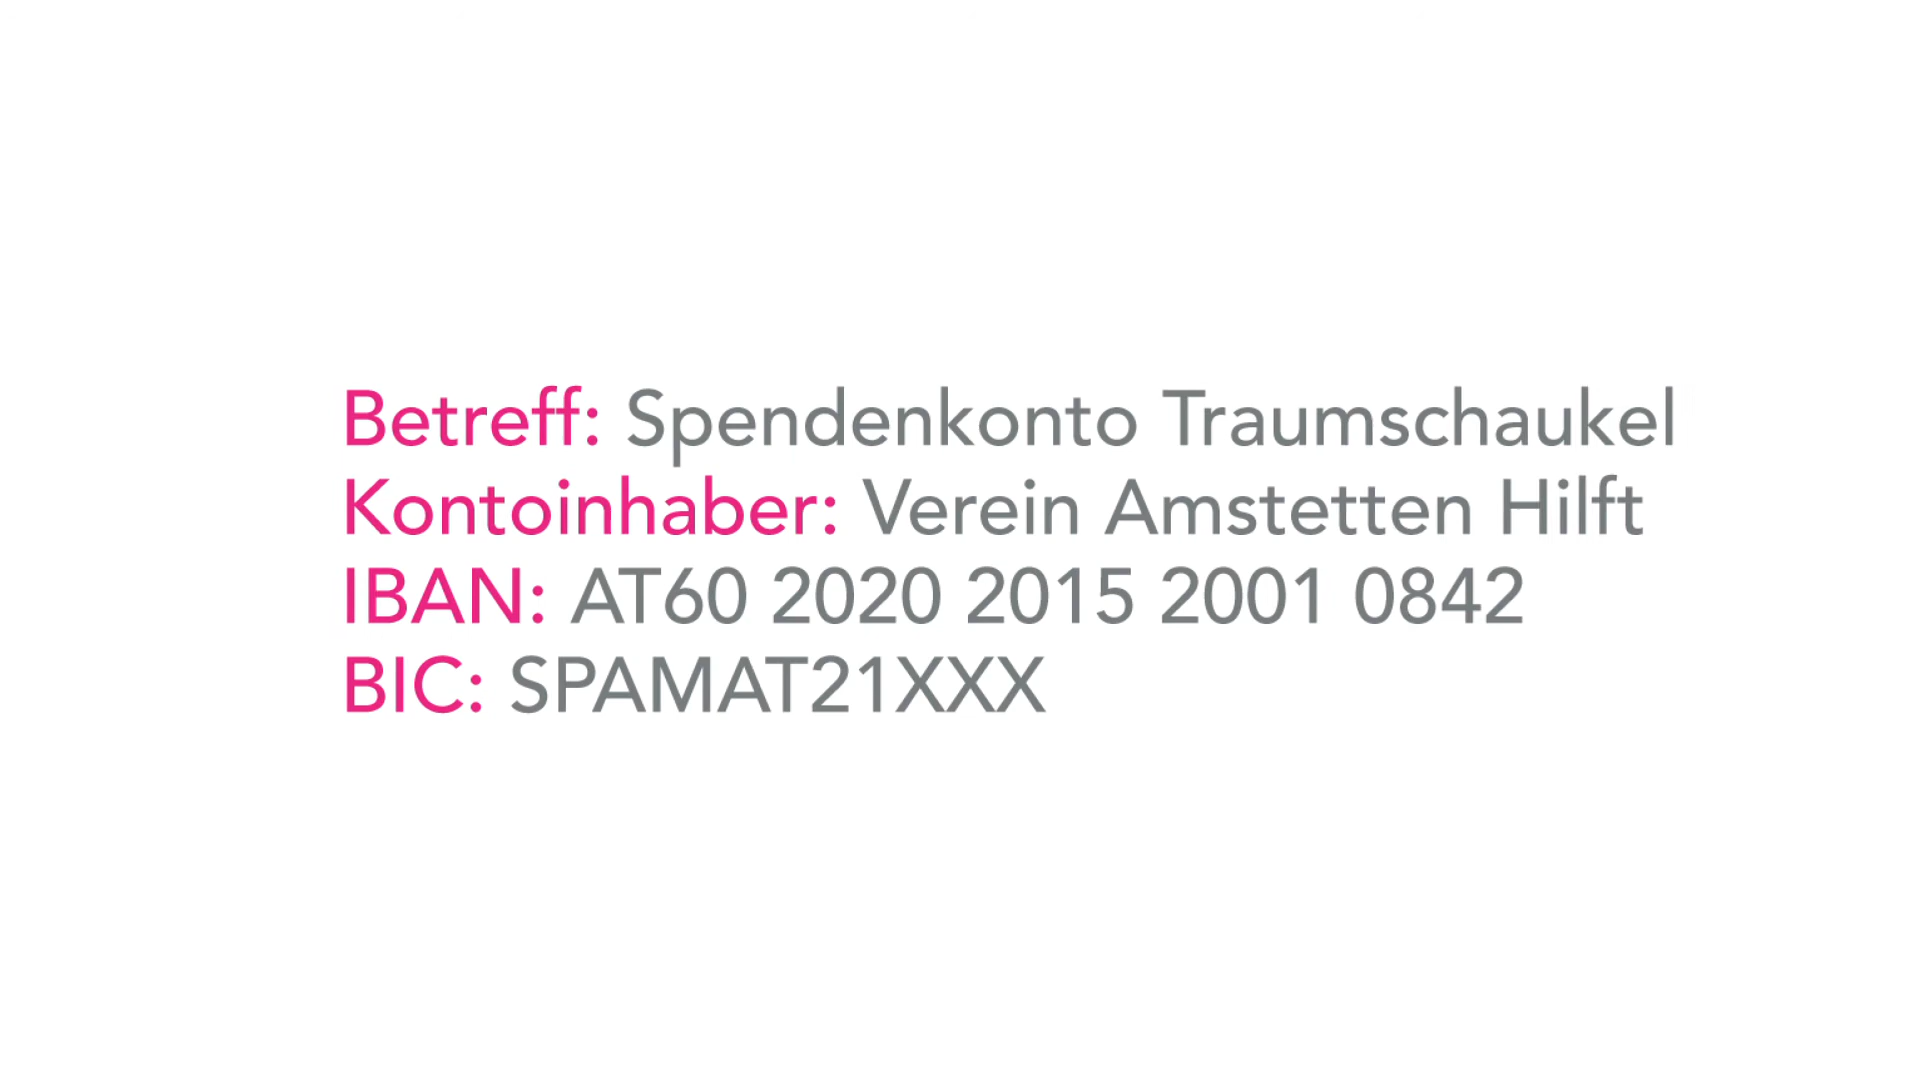 Betreff: Spendenkonto Traumschaukel
Kontoinhaber: Verein Amstetten Hilft
IBAN: AT60 2020 2015 2001 0842
BIC: SPAMAT21XXX